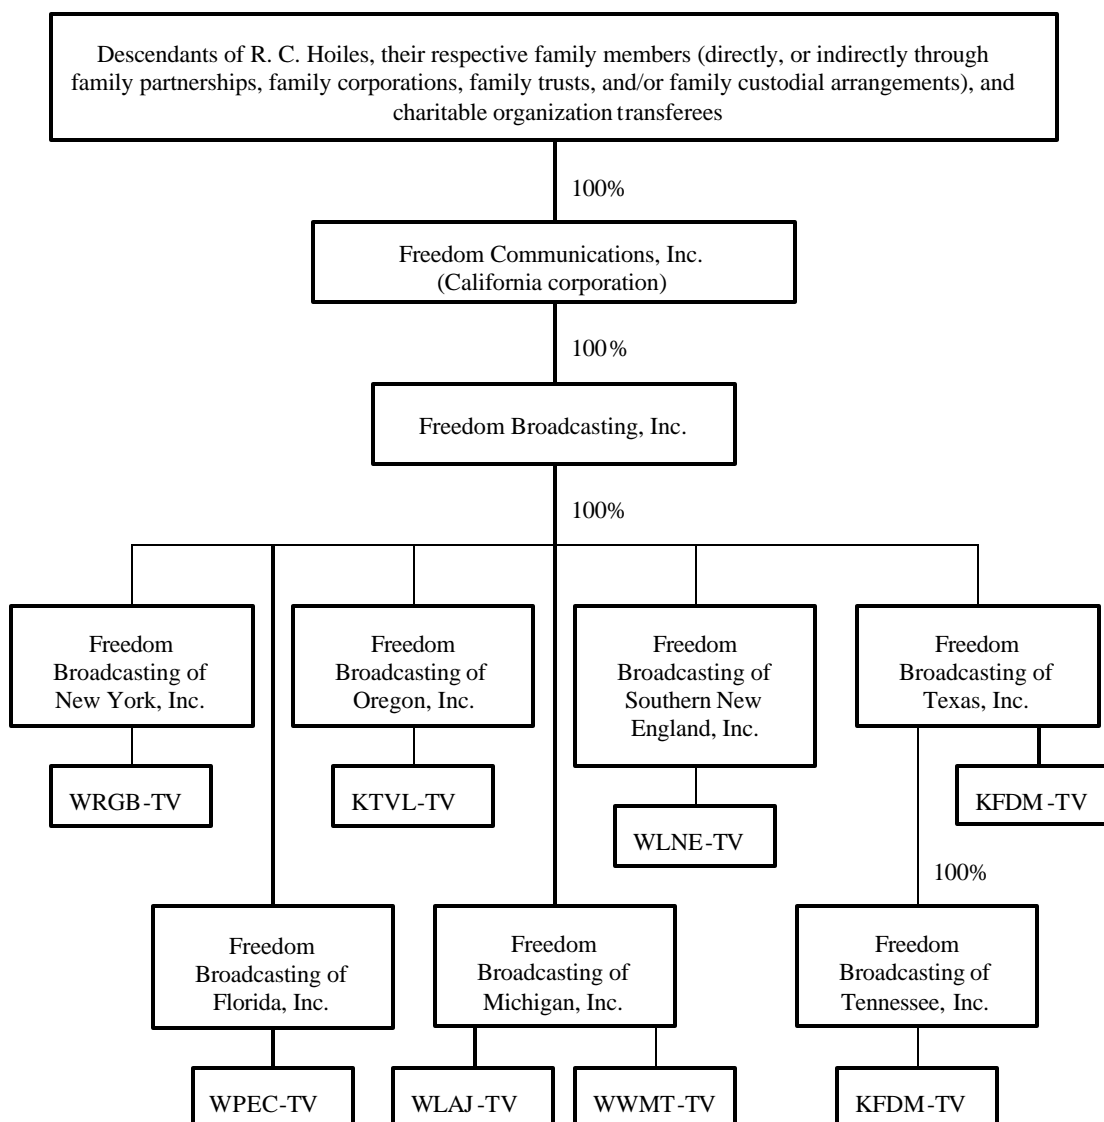 Descendants of R. C. Hoiles, their respective family members (directly, or indirectly through
family partnerships, family corporations, family trusts, and/or family custodial arrangements), and
charitable organization transferees
100%
Freedom Communications, Inc.
(California corporation)
100%
Freedom Broadcasting, Inc.
100%
Freedom
Broadcasting of
New York, Inc.
Freedom
Broadcasting of
Oregon, Inc.
Freedom
Broadcasting of
Southern New
England, Inc.
Freedom
Broadcasting of
Texas, Inc.
WRGB-TV
KTVL-TV
WLNE-TV
KFDM-TV
100%
Freedom
Broadcasting of
Florida, Inc.
Freedom
Broadcasting of
Michigan, Inc.
Freedom
Broadcasting of
Tennessee, Inc.
WPEC-TV
WLAJ-TV
WWMT-TV
KFDM-TV